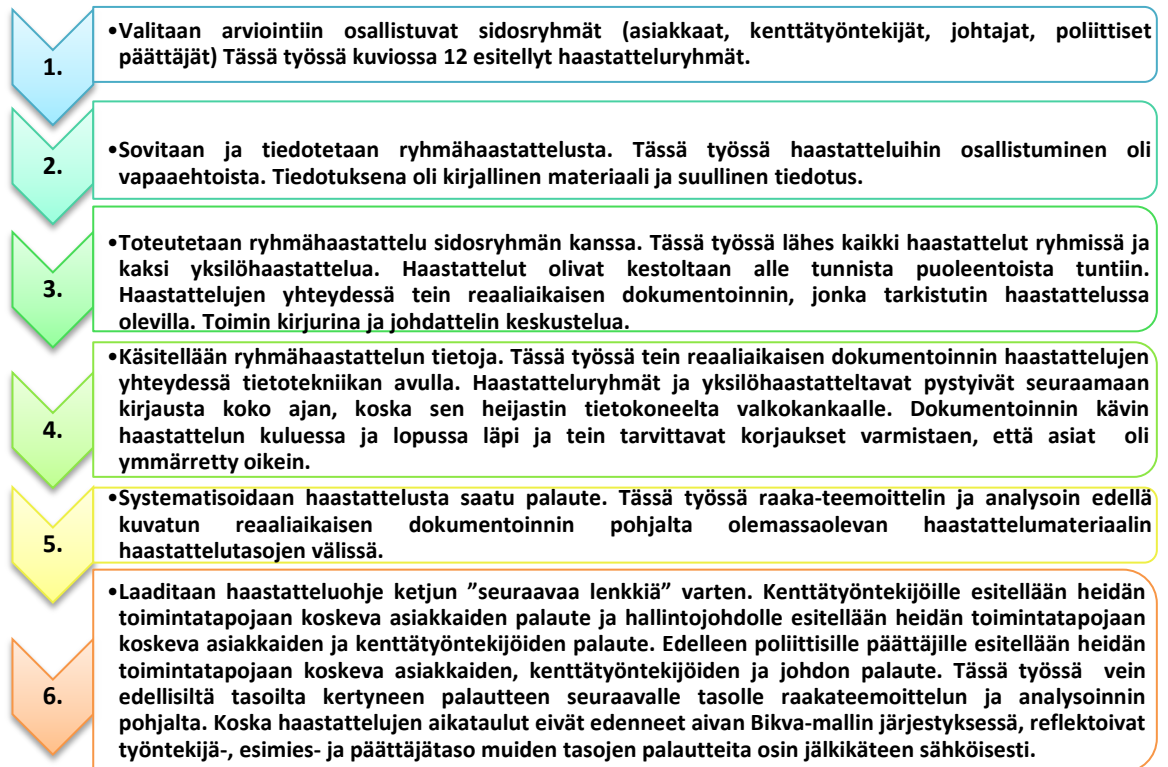 1.
•Valitaan arviointiin osallistuvat sidosryhmät (asiakkaat, kenttätyöntekijät, johtajat, poliittiset
päättäjät) Tässä työssä kuviossa 12 esitellyt haastatteluryhmät.
2.
•Sovitaan ja tiedotetaan ryhmähaastattelusta. Tässä työssä haastatteluihin osallistuminen oli
vapaaehtoista. Tiedotuksena oli kirjallinen materiaali ja suullinen tiedotus.
3.
•Toteutetaan ryhmähaastattelu sidosryhmän kanssa. Tässä työssä lähes kaikki haastattelut ryhmissä ja
kaksi yksilöhaastattelua. Haastattelut olivat kestoltaan alle tunnista puoleentoista tuntiin.
Haastattelujen yhteydessä tein reaaliaikaisen dokumentoinnin, jonka tarkistutin haastattelussa
olevilla. Toimin kirjurina ja johdattelin keskustelua.
4.
•Käsitellään ryhmähaastattelun tietoja. Tässä työssä tein reaaliaikaisen dokumentoinnin haastattelujen
yhteydessä tietotekniikan avulla. Haastatteluryhmät ja yksilöhaastateltavat pystyivät seuraamaan
kirjausta koko ajan, koska sen heijastin tietokoneelta valkokankaalle. Dokumentoinnin kävin
haastattelun kuluessa ja lopussa läpi ja tein tarvittavat korjaukset varmistaen, että asiat oli
ymmärretty oikein.
5.
•Systematisoidaan haastattelusta saatu palaute. Tässä työssä raaka-teemoittelin ja analysoin edellä
kuvatun reaaliaikaisen dokumentoinnin pohjalta olemassaolevan haastattelumateriaalin
haastattelutasojen välissä.
6.
•Laaditaan haastatteluohje ketjun ”seuraavaa lenkkiä” varten. Kenttätyöntekijöille esitellään heidän
toimintatapojaan koskeva asiakkaiden palaute ja hallintojohdolle esitellään heidän toimintatapojaan
koskeva asiakkaiden ja kenttätyöntekijöiden palaute. Edelleen poliittisille päättäjille esitellään heidän
toimintatapojaan koskeva asiakkaiden, kenttätyöntekijöiden ja johdon palaute. Tässä työssä vein
edellisiltä tasoilta kertyneen palautteen seuraavalle tasolle raakateemoittelun ja analysoinnin
pohjalta. Koska haastattelujen aikataulut eivät edenneet aivan Bikva-mallin järjestyksessä, reflektoivat
työntekijä-, esimies- ja päättäjätaso muiden tasojen palautteita osin jälkikäteen sähköisesti.